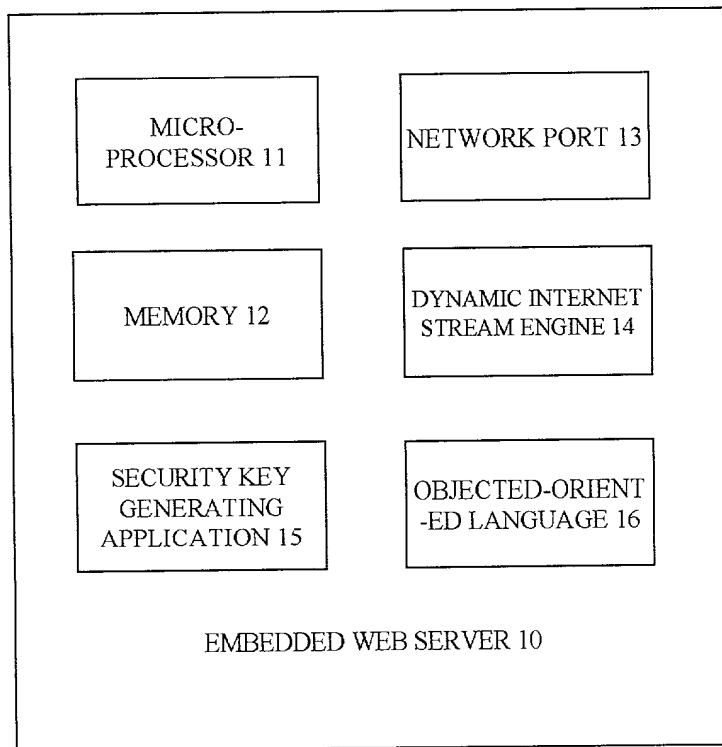 MICRO-
PROCESSOR 11
NETWORK PORT 13
MEMORY 12
DYNAMIC INTERNET
STREAM ENGINE 14
SECURITY KEY
GENERATING
APPLICATION 15
OBJECTED-ORIENT
-ED LANGUAGE 16
EMBEDDED WEB SERVER 10